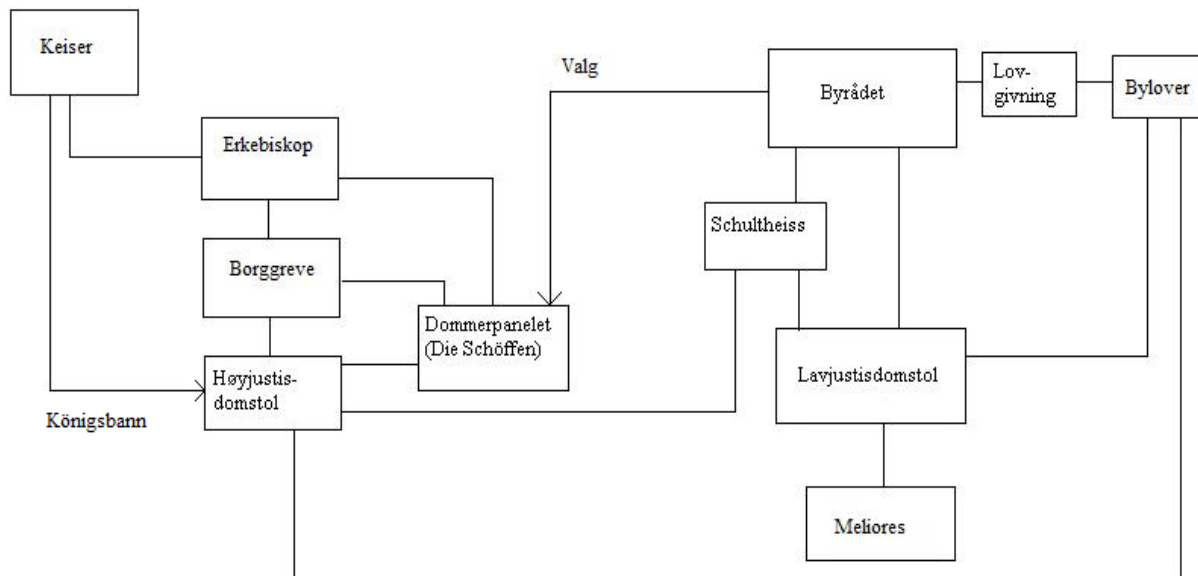 Keiser
Valg
Byrådet
Lov-
givning
Bylover
Erkebiskop
Schultheiss
Borggreve
Dommerpanelet
(Die Schöffen)
Høyjustis-
domstol
Lavjustisdomstol
Königsbann
Meliores